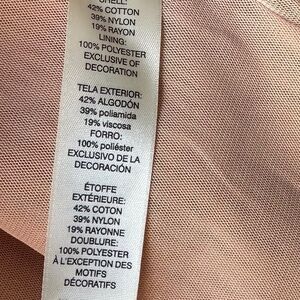 SHELL:
42% COTTON
39% NYLON
19% RAYON
LINING:
100% POLYESTER
EXCLUSIVE OF
DECORATION
TELA EXTERIOR:
42% ALGODÓN
39% poliamida
19% viscosa
FORRO:
100% poliéster
EXCLUSIVO DE LA
DECORACIÓN
ÉTOFFE
EXTÉRIEURE:
42% COTON
39% NYLON
19% RAYONNE
DOUBLURE:
100% POLYESTER
À L'EXCEPTION DES
MOTIFS
DÉCORATIFS